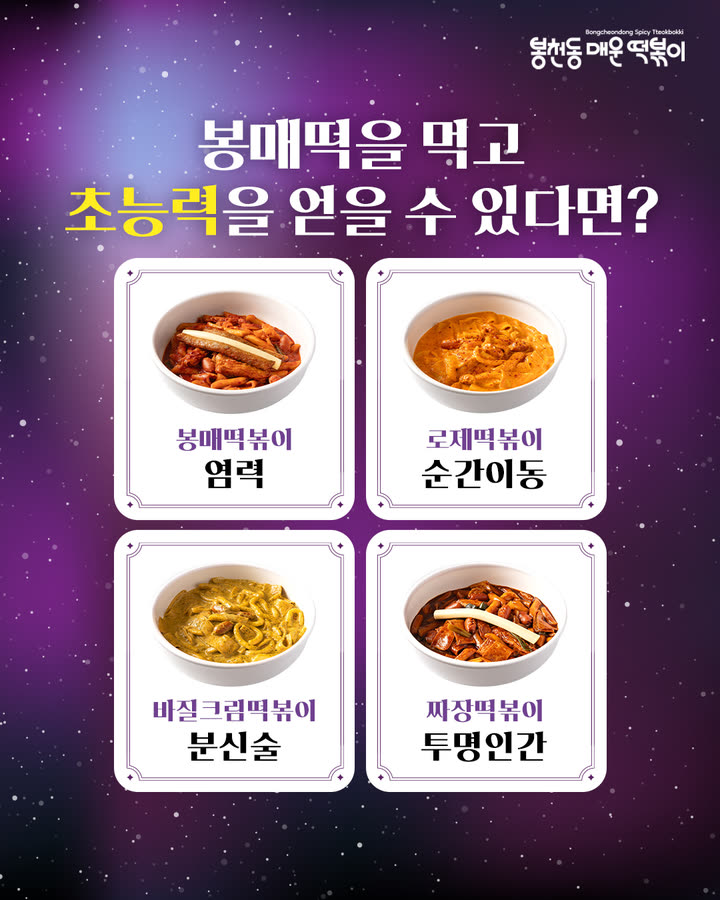 Bongcheondong Spicy Tteokbokki
봉천동 매운 떡볶이
봉매떡을 먹고
초능력을 얻을 수 있다면?
봉매떡볶이
염력
로제떡볶이
순간이동
바질크림떡볶이
분신술
짜장떡볶이
투명인간